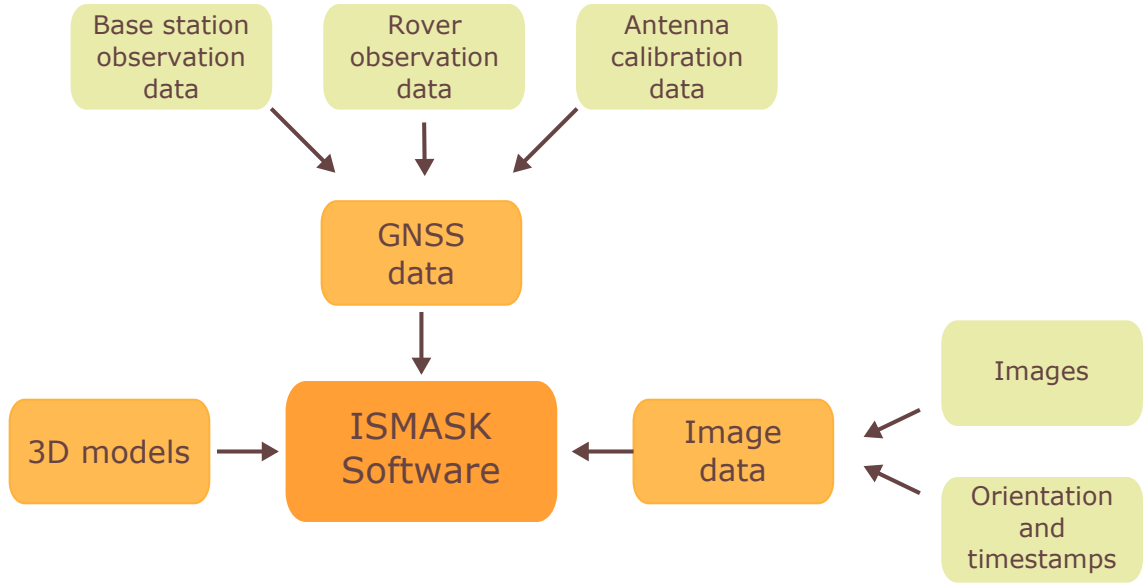 Base station
observation
data
Rover
observation
data
Antenna
calibration
data
GNSS
data
3D models
ISMASK
Software
Image
data
Images
Orientation
and
timestamps